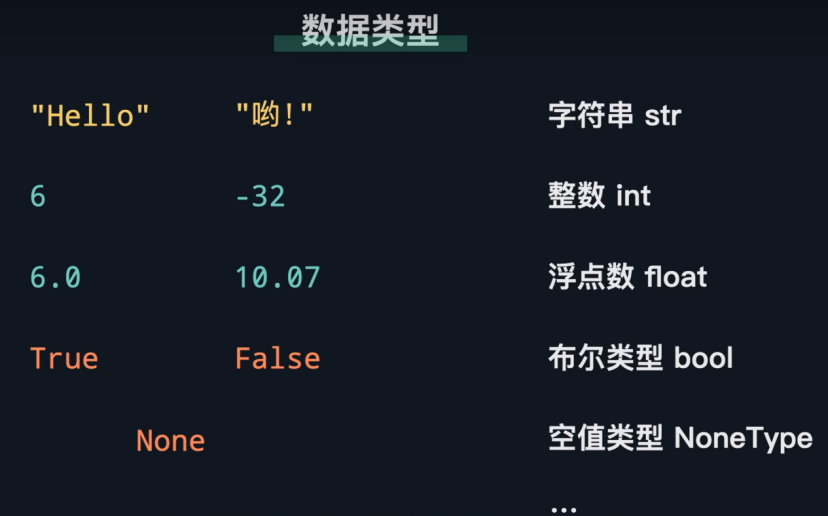 数据类型
"Hello" "哟!" 字符串 str
6 -32 整数 int
6.0 10.07 浮点数 float
True False 布尔类型 bool
None 空值类型 NoneType
...